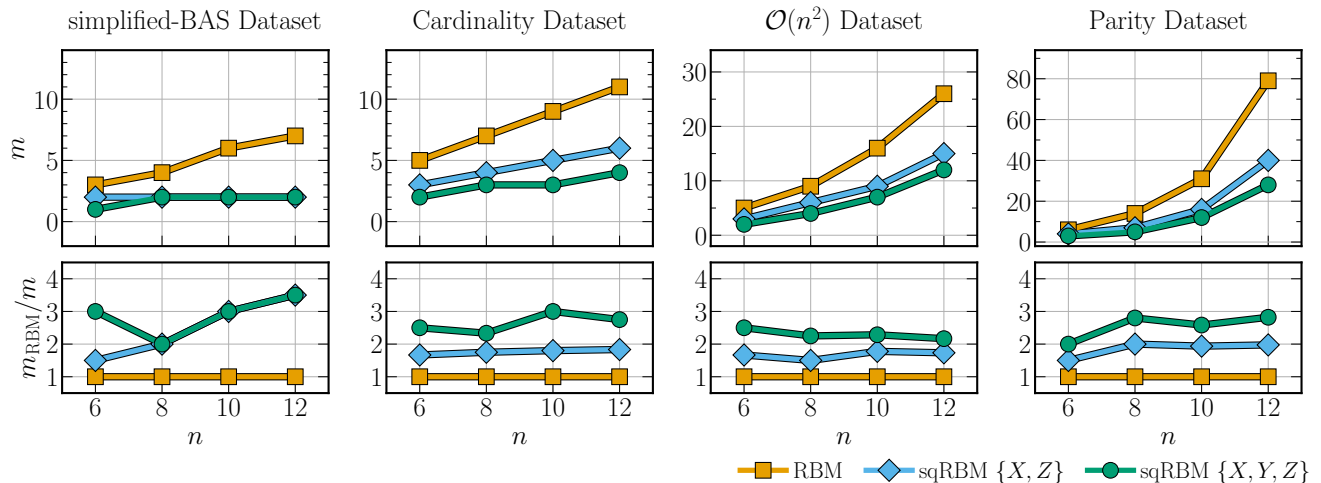 simplified-BAS Dataset
Cardinality Dataset
𝒪(n²) Dataset
Parity Dataset
m
10
5
0
10
5
0
30
20
10
0
80
60
40
20
0
m_RBM/m
4
3
2
1
4
3
2
1
4
3
2
1
4
3
2
1
6 8 10 12
6 8 10 12
6 8 10 12
6 8 10 12
n
n
n
n
RBM
sqRBM {X, Z}
sqRBM {X, Y, Z}